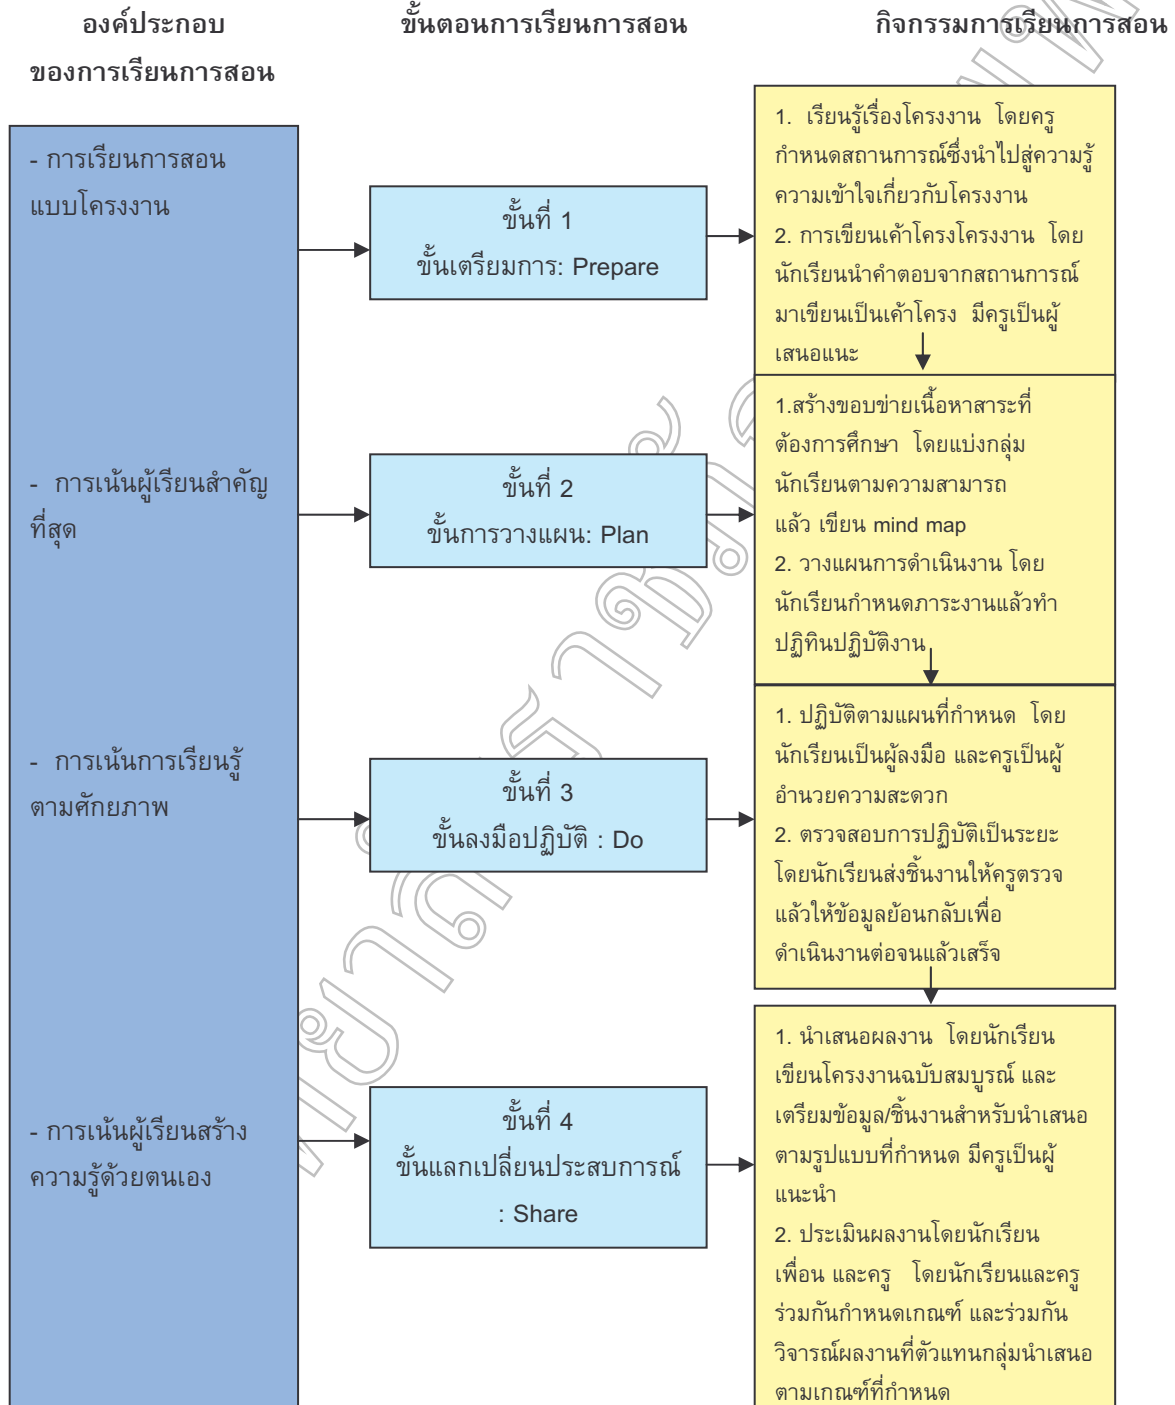 องค์ประกอบ
ของการเรียนการสอน
ขั้นตอนการเรียนการสอน
กิจกรรมการเรียนการสอน
- การเรียนการสอน
แบบโครงงาน
- การเน้นผู้เรียนสำคัญ
ที่สุด
- การเน้นการเรียนรู้
ตามศักยภาพ
- การเน้นผู้เรียนสร้าง
ความรู้ด้วยตนเอง
ขั้นที่ 1
ขั้นเตรียมการ: Prepare
ขั้นที่ 2
ขั้นการวางแผน: Plan
ขั้นที่ 3
ขั้นลงมือปฏิบัติ : Do
ขั้นที่ 4
ขั้นแลกเปลี่ยนประสบการณ์
: Share
1. เรียนรู้เรื่องโครงงาน โดยครู
กำหนดสถานการณ์ซึ่งนำไปสู่ความรู้
ความเข้าใจเกี่ยวกับโครงงาน
2. การเขียนเค้าโครงโครงงาน โดย
นักเรียนนำคำตอบจากสถานการณ์
มาเขียนเป็นเค้าโครง มีครูเป็นผู้
เสนอแนะ
1.สร้างขอบข่ายเนื้อหาสาระที่
ต้องการศึกษา โดยแบ่งกลุ่ม
นักเรียนตามความสามารถ
แล้ว เขียน mind map
2. วางแผนการดำเนินงาน โดย
นักเรียนกำหนดภาระงานแล้วทำ
ปฏิทินปฏิบัติงาน
1. ปฏิบัติตามแผนที่กำหนด โดย
นักเรียนเป็นผู้ลงมือ และครูเป็นผู้
อำนวยความสะดวก
2. ตรวจสอบการปฏิบัติเป็นระยะ
โดยนักเรียนส่งชิ้นงานให้ครูตรวจ
แล้วให้ข้อมูลย้อนกลับเพื่อ
ดำเนินงานต่อจนแล้วเสร็จ
1. นำเสนอผลงาน โดยนักเรียน
เขียนโครงงานฉบับสมบูรณ์ และ
เตรียมข้อมูล/ชิ้นงานสำหรับนำเสนอ
ตามรูปแบบที่กำหนด มีครูเป็นผู้
แนะนำ
2. ประเมินผลงานโดยนักเรียน
เพื่อน และครู โดยนักเรียนและครู
ร่วมกันกำหนดเกณฑ์ และร่วมกัน
วิจารณ์ผลงานที่ตัวแทนกลุ่มนำเสนอ
ตามเกณฑ์ที่กำหนด